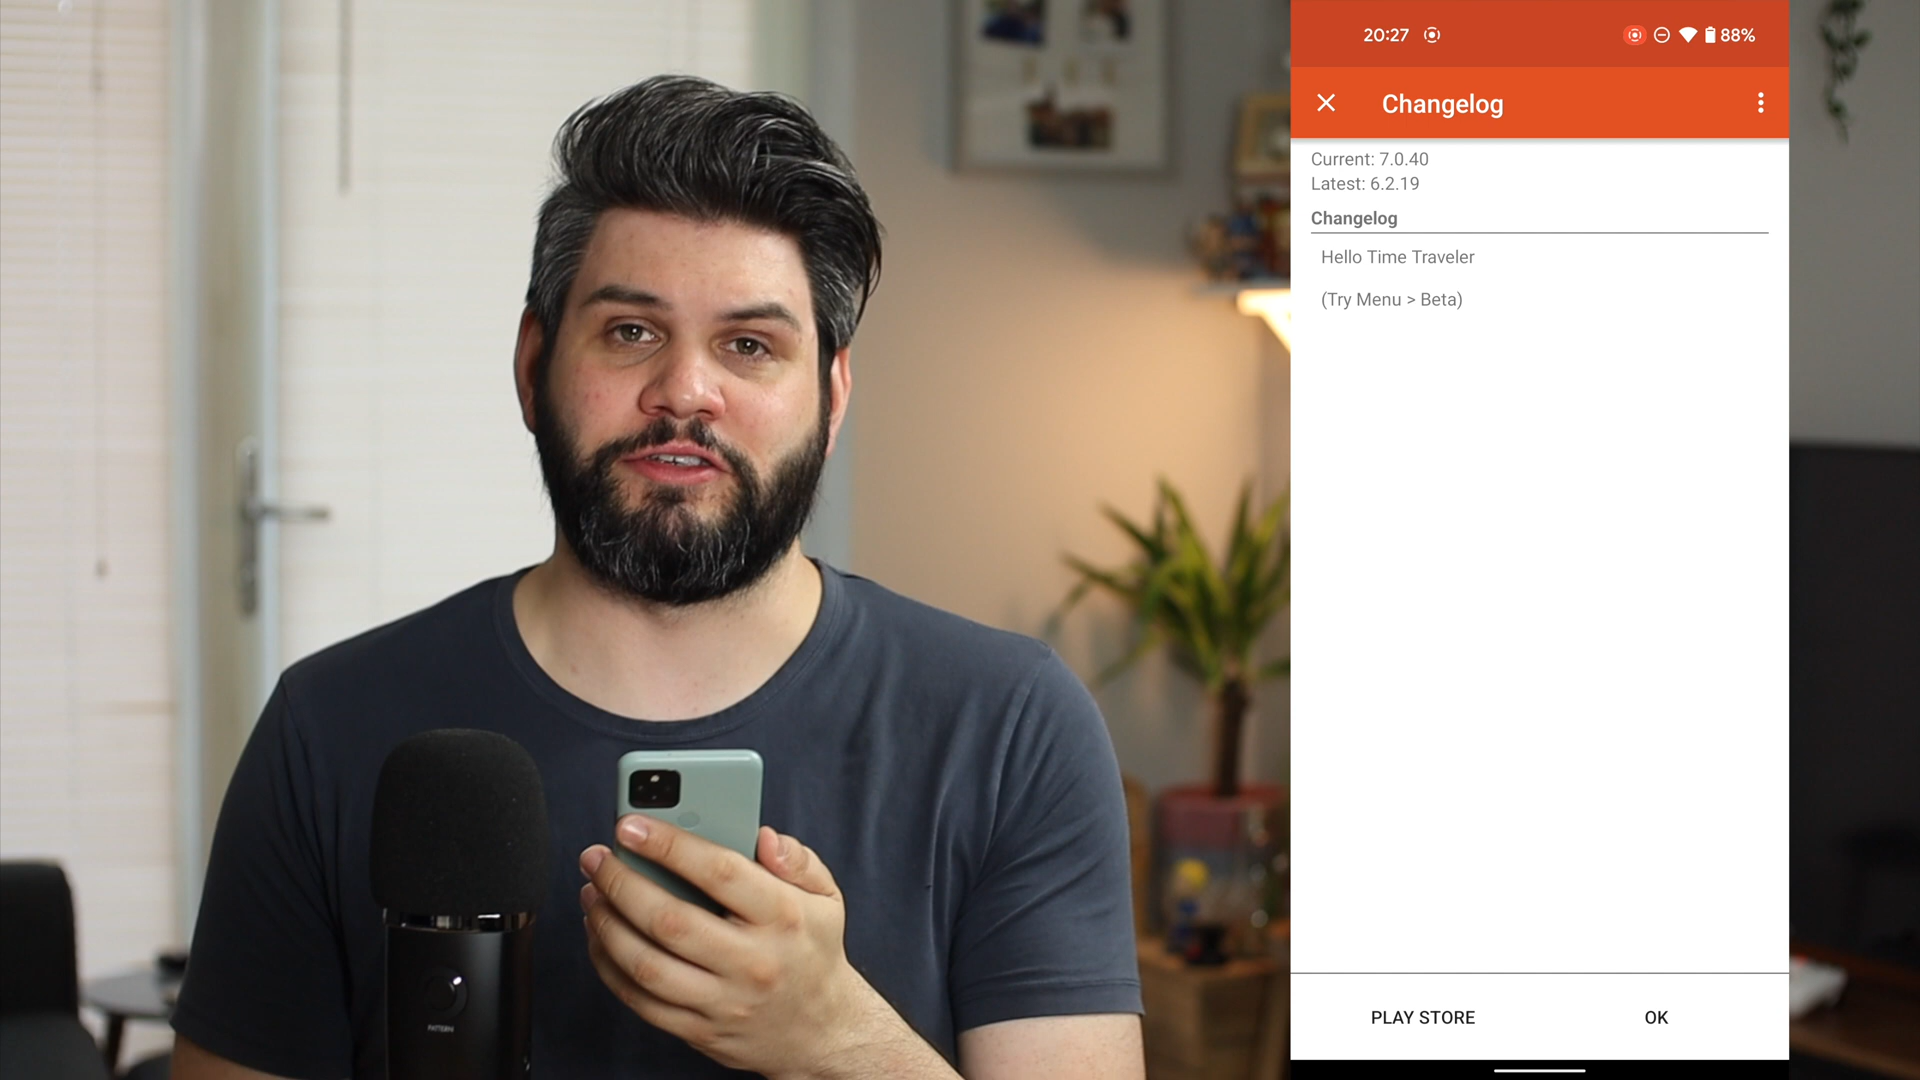 20:27
88%
Changelog
Current: 7.0.40
Latest: 6.2.19
Changelog
Hello Time Traveler
(Try Menu > Beta)
PLAY STORE
OK
PATTERN